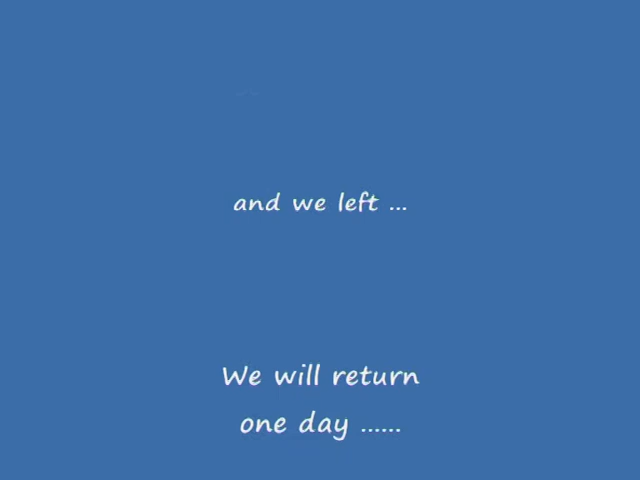 and we left ...
We will return
one day ......